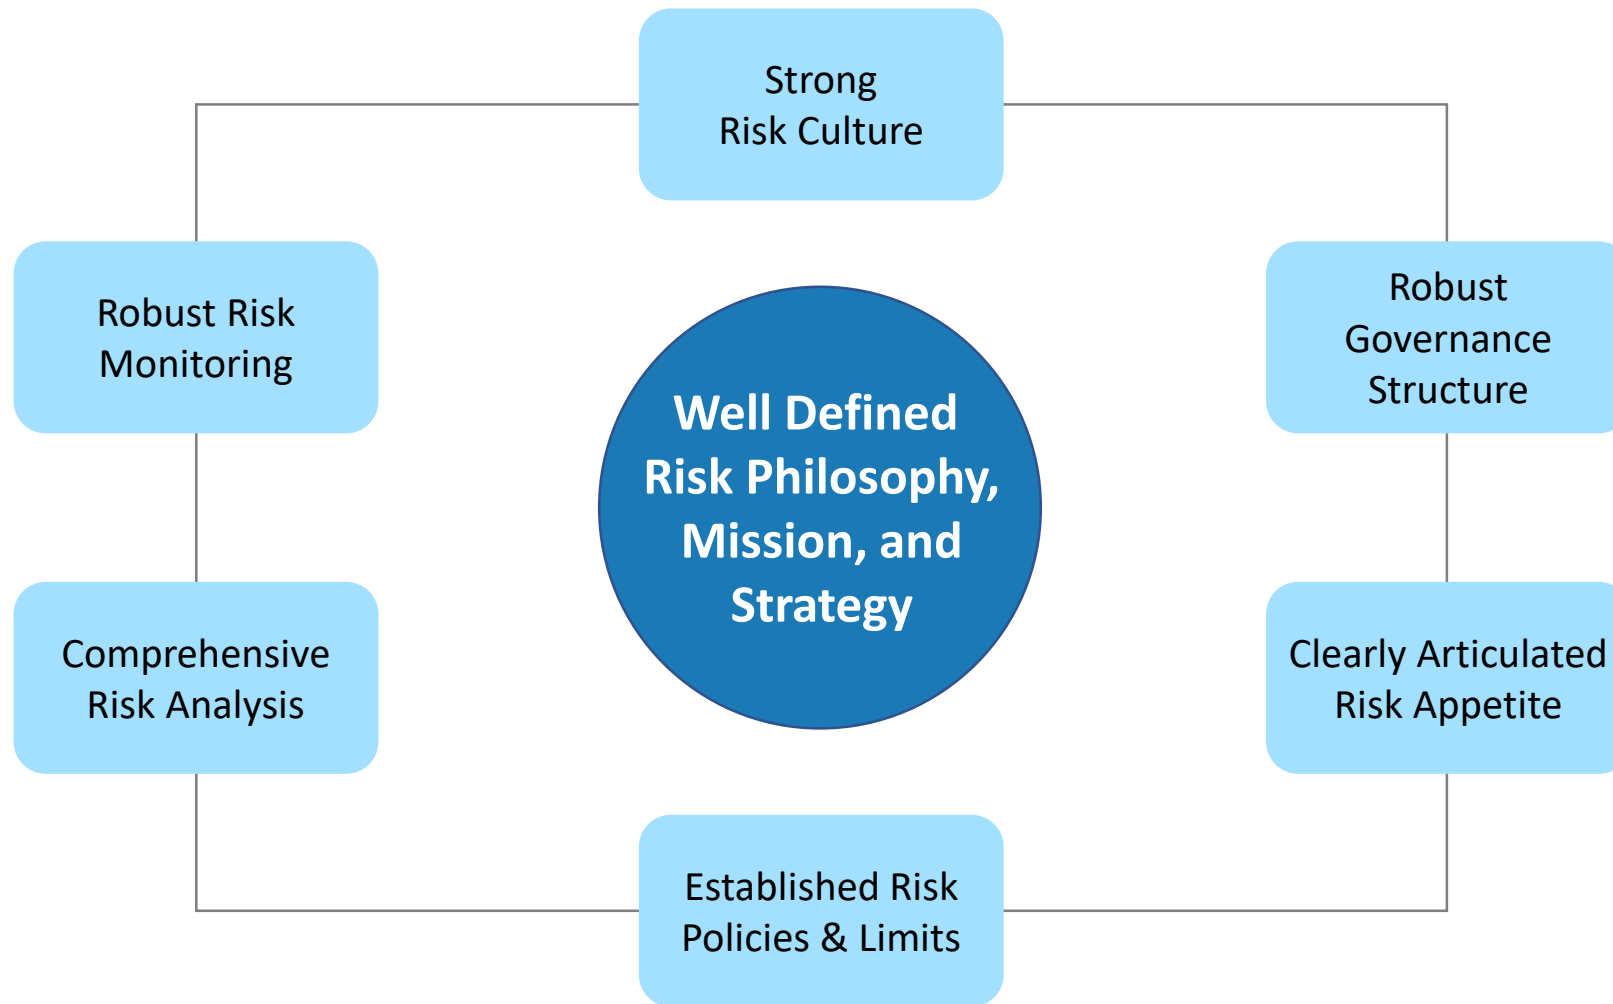 Strong
Risk Culture
Robust Risk
Monitoring
Robust
Governance
Structure
Well Defined
Risk Philosophy,
Mission, and
Strategy
Comprehensive
Risk Analysis
Clearly Articulated
Risk Appetite
Established Risk
Policies & Limits